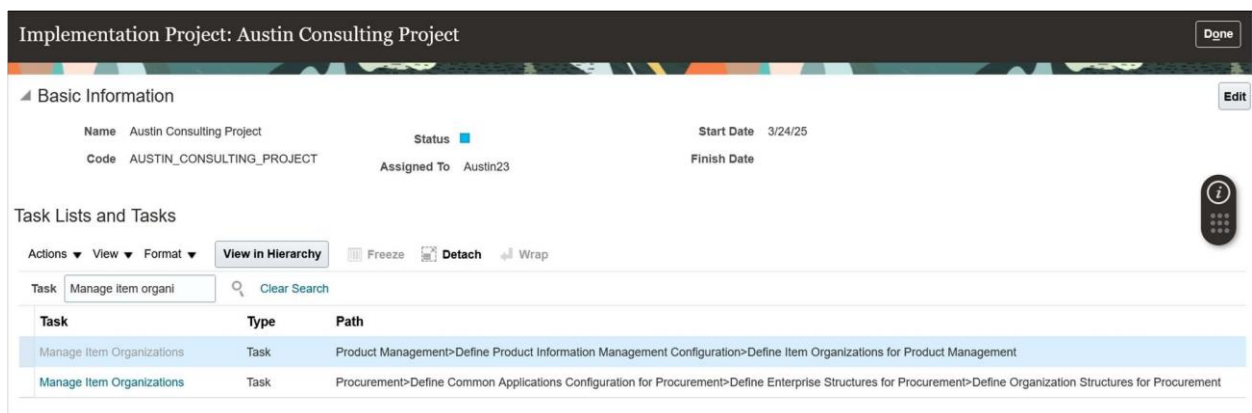 Implementation Project: Austin Consulting Project
Done
Basic Information
Edit
Name Austin Consulting Project
Status
Start Date 3/24/25
Code AUSTIN_CONSULTING_PROJECT
Assigned To Austin23
Finish Date
Task Lists and Tasks
Actions View Format View in Hierarchy Freeze Detach Wrap
Task Manage item organi Clear Search
Task Type Path
Manage Item Organizations Task Product Management>Define Product Information Management Configuration>Define Item Organizations for Product Management
Manage Item Organizations Task Procurement>Define Common Applications Configuration for Procurement>Define Enterprise Structures for Procurement>Define Organization Structures for Procurement